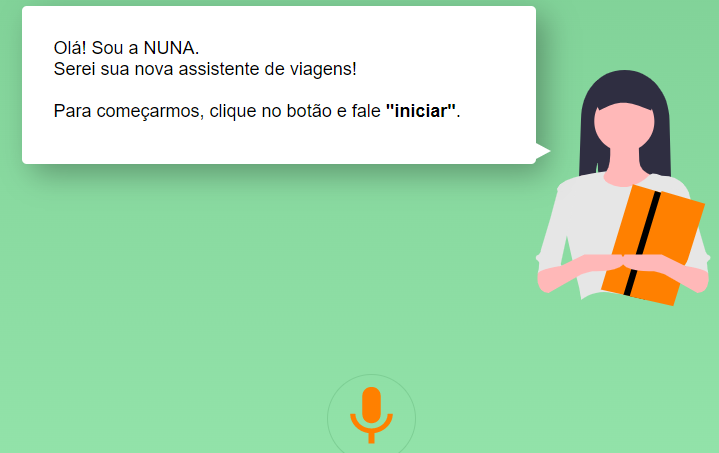 Olá! Sou a NUNA.
Serei sua nova assistente de viagens!
Para começarmos, clique no botão e fale "iniciar".